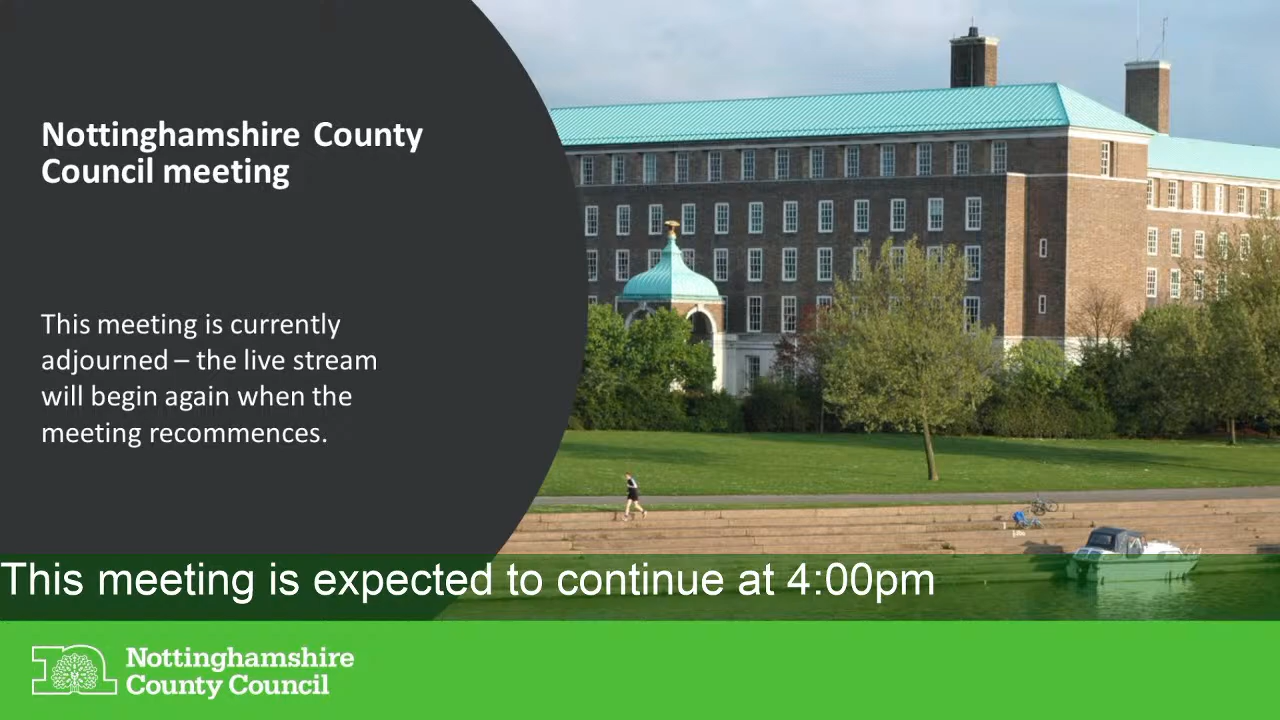 Nottinghamshire County
Council meeting
This meeting is currently
adjourned – the live stream
will begin again when the
meeting recommences.
This meeting is expected to continue at 4:00pm
Nottinghamshire
County Council